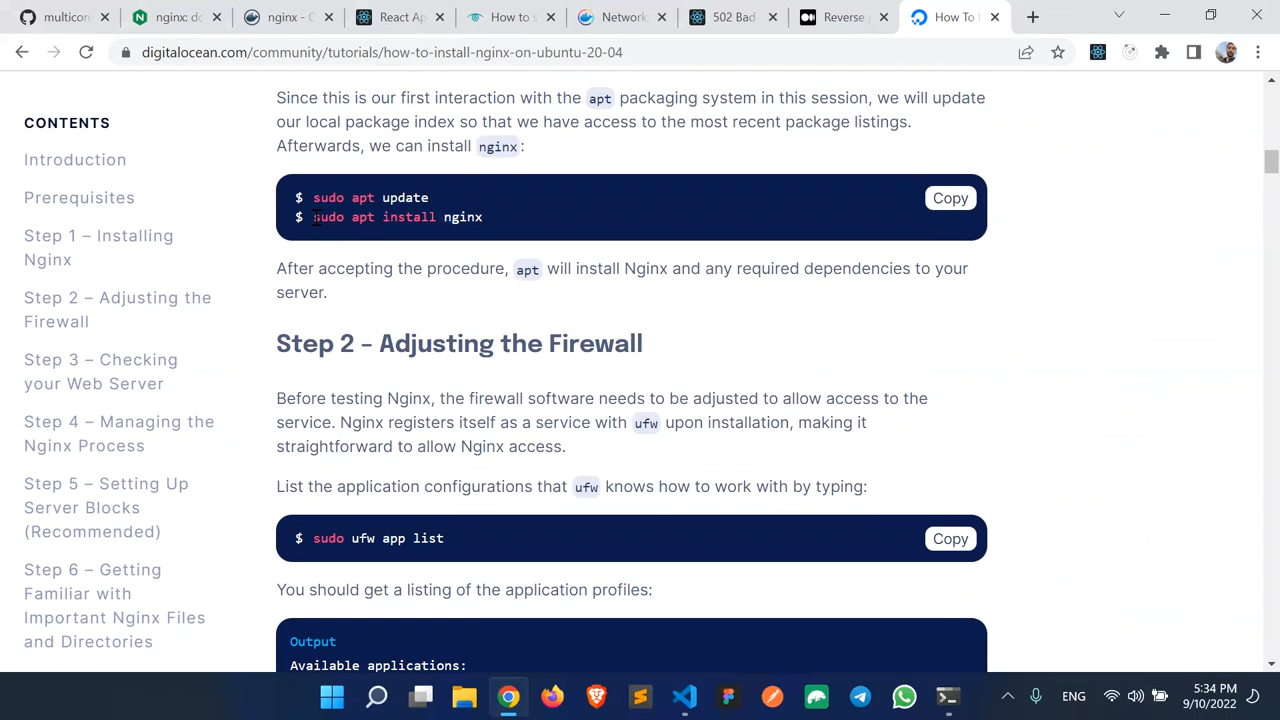 multicon
nginx: do
nginx - C
React Ap
How to s
Network
502 Bad
Reverse p
How To I
digitalocean.com/community/tutorials/how-to-install-nginx-on-ubuntu-20-04
CONTENTS
Introduction
Prerequisites
Step 1 – Installing
Nginx
Step 2 – Adjusting the
Firewall
Step 3 – Checking
your Web Server
Step 4 – Managing the
Nginx Process
Step 5 – Setting Up
Server Blocks
(Recommended)
Step 6 – Getting
Familiar with
Important Nginx Files
and Directories
Since this is our first interaction with the apt packaging system in this session, we will update
our local package index so that we have access to the most recent package listings.
Afterwards, we can install nginx:
$ sudo apt update
$ sudo apt install nginx
Copy
After accepting the procedure, apt will install Nginx and any required dependencies to your
server.
Step 2 – Adjusting the Firewall
Before testing Nginx, the firewall software needs to be adjusted to allow access to the
service. Nginx registers itself as a service with ufw upon installation, making it
straightforward to allow Nginx access.
List the application configurations that ufw knows how to work with by typing:
$ sudo ufw app list
Copy
You should get a listing of the application profiles:
Output
Available applications:
ENG
5:34 PM
9/10/2022